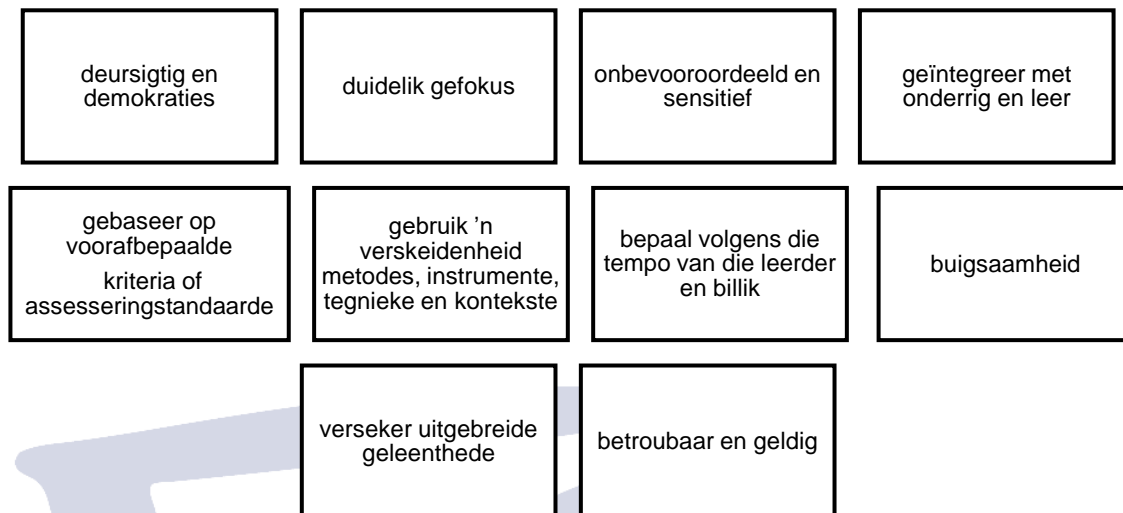 deursigtig en
demokraties
duidelik gefokus
onbevooroordeeld en
sensitief
geïntegreer met
onderrig en leer
gebaseer op
voorafbepaalde
kriteria of
assesseringstandaarde
gebruik ’n
verskeidenheid
metodes, instrumente,
tegnieke en kontekste
bepaal volgens die
tempo van die leerder
en billik
buigsaamheid
verseker uitgebreide
geleenthede
betroubaar en geldig